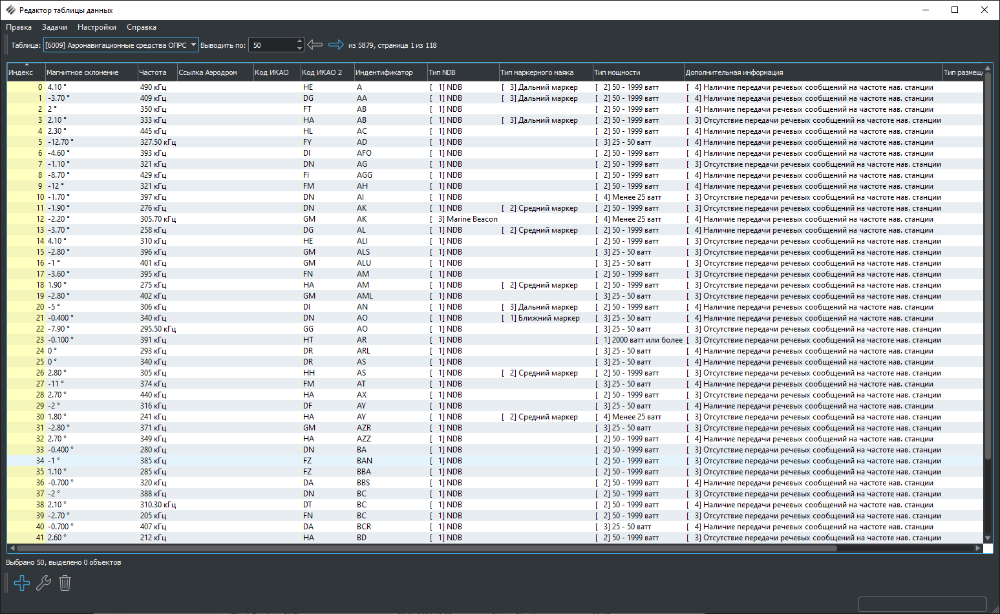 Редактор таблицы данных
Правка Задачи Настройки Справка
Таблица: [6009] Аэронавигационные средства ОПРС Выводить по: 50 из 5879, страница 1 из 118
Индекс Магнитное склонение Частота Ссылка Аэродром Код ИКАО Код ИКАО 2 Идентификатор Тип NDB Тип маркерного маяка Тип мощности Дополнительная информация Тип размеще
0 4.10 ° 490 кГц HE A [ 1] NDB [ 3] Дальний маркер [ 2] 50 - 1999 ватт [ 4] Наличие передачи речевых сообщений на частоте нав. станции
1 -3.70 ° 409 кГц DG AA [ 1] NDB [ 3] Дальний маркер [ 2] 50 - 1999 ватт [ 4] Наличие передачи речевых сообщений на частоте нав. станции
2 2 ° 350 кГц FT AB [ 1] NDB [ 2] 50 - 1999 ватт [ 4] Наличие передачи речевых сообщений на частоте нав. станции
3 2.10 ° 333 кГц HA AB [ 1] NDB [ 3] Дальний маркер [ 2] 50 - 1999 ватт [ 3] Отсутствие передачи речевых сообщений на частоте нав. станции
4 2.30 ° 445 кГц HL AC [ 1] NDB [ 2] 50 - 1999 ватт [ 4] Наличие передачи речевых сообщений на частоте нав. станции
5 -12.70 ° 327.50 кГц FY AD [ 1] NDB [ 3] 25 - 50 ватт [ 4] Наличие передачи речевых сообщений на частоте нав. станции
6 -4.60 ° 393 кГц DI AFO [ 1] NDB [ 2] 50 - 1999 ватт [ 4] Наличие передачи речевых сообщений на частоте нав. станции
7 -1.10 ° 321 кГц DN AG [ 1] NDB [ 2] 50 - 1999 ватт [ 3] Отсутствие передачи речевых сообщений на частоте нав. станции
8 -8.70 ° 429 кГц FI AGG [ 1] NDB [ 2] 50 - 1999 ватт [ 4] Наличие передачи речевых сообщений на частоте нав. станции
9 -12 ° 321 кГц FM AH [ 1] NDB [ 2] 50 - 1999 ватт [ 4] Наличие передачи речевых сообщений на частоте нав. станции
10 -1.70 ° 397 кГц DN AI [ 1] NDB [ 4] Менее 25 ватт [ 3] Отсутствие передачи речевых сообщений на частоте нав. станции
11 -1.90 ° 276 кГц DN AK [ 1] NDB [ 2] Средний маркер [ 2] 50 - 1999 ватт [ 3] Отсутствие передачи речевых сообщений на частоте нав. станции
12 -2.20 ° 305.70 кГц GM AK [ 3] Marine Beacon [ 4] Менее 25 ватт [ 4] Наличие передачи речевых сообщений на частоте нав. станции
13 -3.70 ° 258 кГц DG AL [ 1] NDB [ 2] Средний маркер [ 2] 50 - 1999 ватт [ 4] Наличие передачи речевых сообщений на частоте нав. станции
14 4.10 ° 310 кГц HE ALI [ 1] NDB [ 2] 50 - 1999 ватт [ 3] Отсутствие передачи речевых сообщений на частоте нав. станции
15 -2.80 ° 396 кГц GM ALS [ 1] NDB [ 3] 25 - 50 ватт [ 3] Отсутствие передачи речевых сообщений на частоте нав. станции
16 -1 ° 401 кГц GM ALU [ 1] NDB [ 3] 25 - 50 ватт [ 3] Отсутствие передачи речевых сообщений на частоте нав. станции
17 -3.60 ° 395 кГц FN AM [ 1] NDB [ 2] 50 - 1999 ватт [ 3] Отсутствие передачи речевых сообщений на частоте нав. станции
18 1.90 ° 275 кГц HA AM [ 1] NDB [ 2] Средний маркер [ 2] 50 - 1999 ватт [ 3] Отсутствие передачи речевых сообщений на частоте нав. станции
19 -2.80 ° 402 кГц GM AML [ 1] NDB [ 3] 25 - 50 ватт [ 3] Отсутствие передачи речевых сообщений на частоте нав. станции
20 -5 ° 306 кГц DI AN [ 1] NDB [ 3] Дальний маркер [ 2] 50 - 1999 ватт [ 4] Наличие передачи речевых сообщений на частоте нав. станции
21 -0.400 ° 340 кГц DN AO [ 1] NDB [ 1] Ближний маркер [ 3] 25 - 50 ватт [ 4] Наличие передачи речевых сообщений на частоте нав. станции
22 -7.90 ° 295.50 кГц GG AO [ 1] NDB [ 3] 25 - 50 ватт [ 3] Отсутствие передачи речевых сообщений на частоте нав. станции
23 -0.100 ° 391 кГц HT AR [ 1] NDB [ 1] 2000 ватт или более [ 3] Отсутствие передачи речевых сообщений на частоте нав. станции
24 0 ° 293 кГц DR ARL [ 1] NDB [ 3] 25 - 50 ватт [ 4] Наличие передачи речевых сообщений на частоте нав. станции
25 0 ° 340 кГц DR AS [ 1] NDB [ 3] 25 - 50 ватт [ 4] Наличие передачи речевых сообщений на частоте нав. станции
26 2.80 ° 305 кГц HH AS [ 1] NDB [ 2] Средний маркер [ 2] 50 - 1999 ватт [ 3] Отсутствие передачи речевых сообщений на частоте нав. станции
27 -11 ° 374 кГц FM AT [ 1] NDB [ 3] 25 - 50 ватт [ 4] Наличие передачи речевых сообщений на частоте нав. станции
28 2.70 ° 440 кГц HA AX [ 1] NDB [ 2] 50 - 1999 ватт [ 3] Отсутствие передачи речевых сообщений на частоте нав. станции
29 -2 ° 316 кГц DF AY [ 1] NDB [ 3] 25 - 50 ватт [ 4] Наличие передачи речевых сообщений на частоте нав. станции
30 1.80 ° 241 кГц HA AY [ 1] NDB [ 2] Средний маркер [ 4] Менее 25 ватт [ 3] Отсутствие передачи речевых сообщений на частоте нав. станции
31 -2.80 ° 371 кГц GM AZR [ 1] NDB [ 3] 25 - 50 ватт [ 3] Отсутствие передачи речевых сообщений на частоте нав. станции
32 2.70 ° 349 кГц HA AZZ [ 1] NDB [ 2] 50 - 1999 ватт [ 4] Наличие передачи речевых сообщений на частоте нав. станции
33 -0.400 ° 280 кГц DN BA [ 1] NDB [ 2] 50 - 1999 ватт [ 3] Отсутствие передачи речевых сообщений на частоте нав. станции
34 -1 ° 385 кГц FZ BAN [ 1] NDB [ 2] 50 - 1999 ватт [ 3] Отсутствие передачи речевых сообщений на частоте нав. станции
35 1.10 ° 285 кГц FZ BBA [ 1] NDB [ 2] 50 - 1999 ватт [ 3] Отсутствие передачи речевых сообщений на частоте нав. станции
36 -0.700 ° 320 кГц DA BBS [ 1] NDB [ 2] 50 - 1999 ватт [ 4] Наличие передачи речевых сообщений на частоте нав. станции
37 -2 ° 388 кГц DN BC [ 1] NDB [ 2] 50 - 1999 ватт [ 3] Отсутствие передачи речевых сообщений на частоте нав. станции
38 2.10 ° 310.30 кГц DT BC [ 1] NDB [ 2] 50 - 1999 ватт [ 4] Наличие передачи речевых сообщений на частоте нав. станции
39 -2.70 ° 205 кГц FN BC [ 1] NDB [ 2] 50 - 1999 ватт [ 3] Отсутствие передачи речевых сообщений на частоте нав. станции
40 -0.700 ° 407 кГц DA BCR [ 1] NDB [ 3] 25 - 50 ватт [ 4] Наличие передачи речевых сообщений на частоте нав. станции
41 2.60 ° 212 кГц HA BD [ 1] NDB [ 2] 50 - 1999 ватт [ 3] Отсутствие передачи речевых сообщений на частоте нав. станции
Выбрано 50, выделено 0 объектов